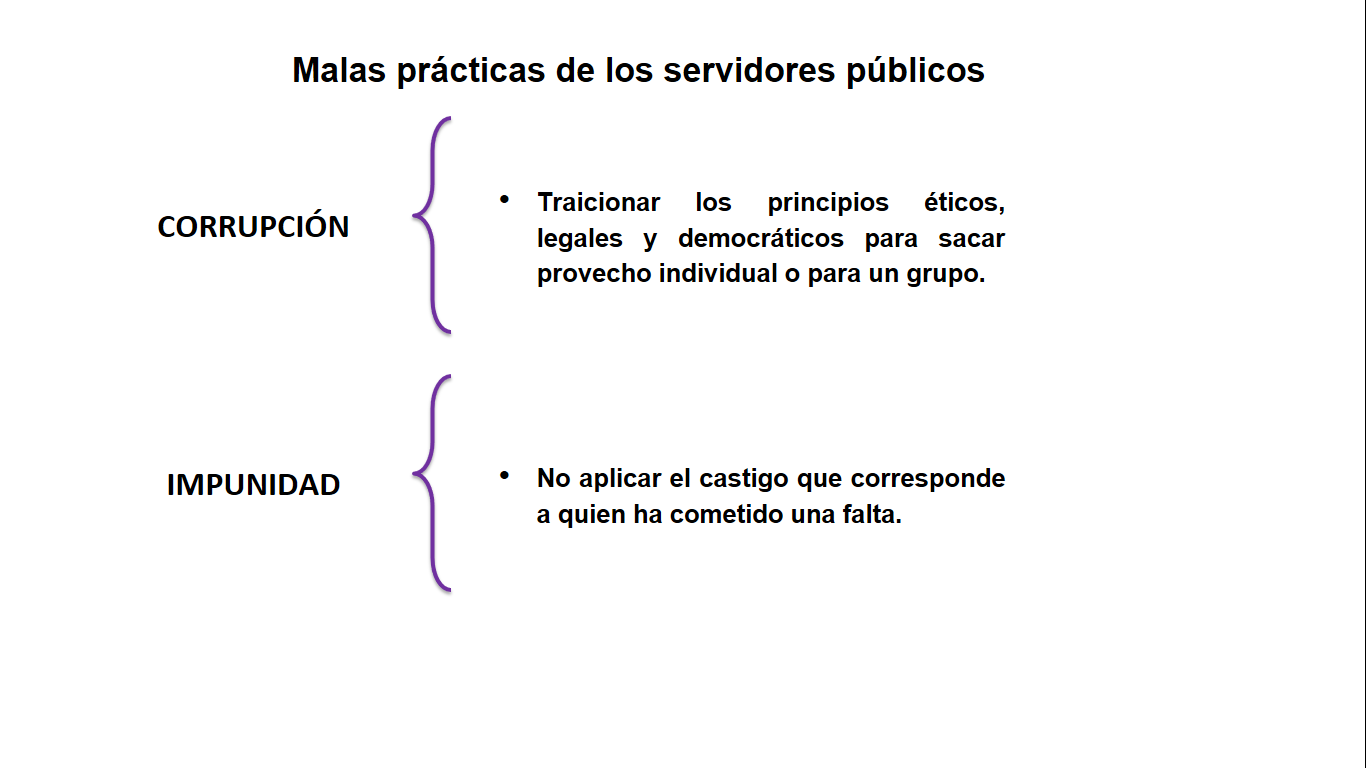 Malas prácticas de los servidores públicos
CORRUPCIÓN
• Traicionar los principios éticos,
legales y democráticos para sacar
provecho individual o para un grupo.
IMPUNIDAD
• No aplicar el castigo que corresponde
a quien ha cometido una falta.